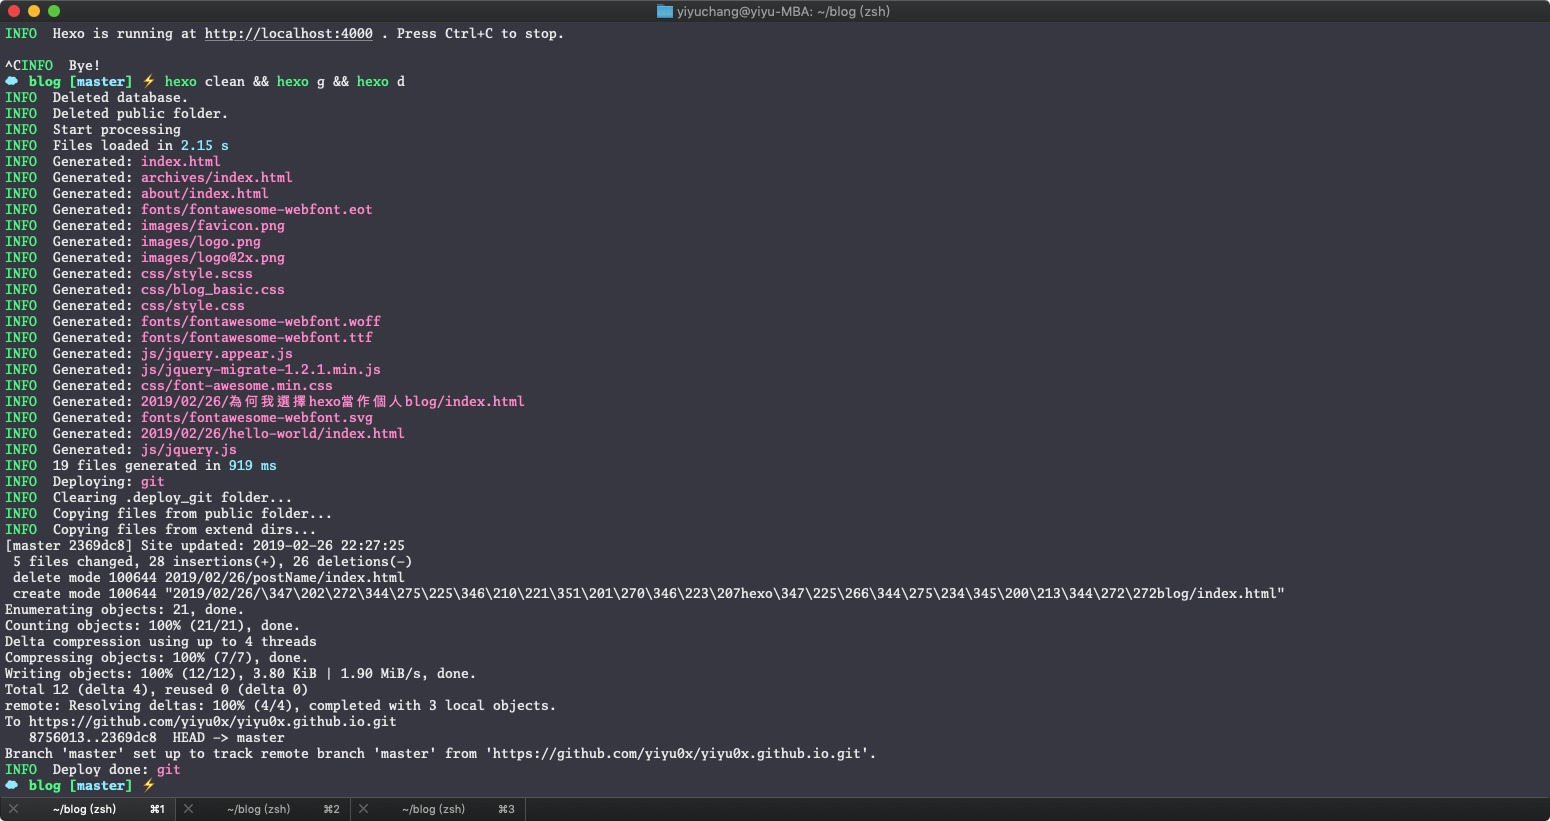 yiyuchang@yiyu-MBA: ~/blog (zsh)
INFO  Hexo is running at http://localhost:4000 . Press Ctrl+C to stop.
^CINFO  Bye!
blog [master] ⚡ hexo clean && hexo g && hexo d
INFO  Deleted database.
INFO  Deleted public folder.
INFO  Start processing
INFO  Files loaded in 2.15 s
INFO  Generated: index.html
INFO  Generated: archives/index.html
INFO  Generated: about/index.html
INFO  Generated: fonts/fontawesome-webfont.eot
INFO  Generated: images/favicon.png
INFO  Generated: images/logo.png
INFO  Generated: images/logo@2x.png
INFO  Generated: css/style.scss
INFO  Generated: css/blog_basic.css
INFO  Generated: css/style.css
INFO  Generated: fonts/fontawesome-webfont.woff
INFO  Generated: fonts/fontawesome-webfont.ttf
INFO  Generated: js/jquery.appear.js
INFO  Generated: js/jquery-migrate-1.2.1.min.js
INFO  Generated: css/font-awesome.min.css
INFO  Generated: 2019/02/26/為何我選擇hexo當作個人blog/index.html
INFO  Generated: fonts/fontawesome-webfont.svg
INFO  Generated: 2019/02/26/hello-world/index.html
INFO  Generated: js/jquery.js
INFO  19 files generated in 919 ms
INFO  Deploying: git
INFO  Clearing .deploy_git folder...
INFO  Copying files from public folder...
INFO  Copying files from extend dirs...
[master 2369dc8] Site updated: 2019-02-26 22:27:25
 5 files changed, 28 insertions(+), 26 deletions(-)
 delete mode 100644 2019/02/26/postName/index.html
 create mode 100644 "2019/02/26/\347\202\272\344\275\225\346\210\221\351\201\270\346\223\207hexo\347\225\266\344\275\234\345\200\213\344\272\272blog/index.html"
Enumerating objects: 21, done.
Counting objects: 100% (21/21), done.
Delta compression using up to 4 threads
Compressing objects: 100% (7/7), done.
Writing objects: 100% (12/12), 3.80 KiB | 1.90 MiB/s, done.
Total 12 (delta 4), reused 0 (delta 0)
remote: Resolving deltas: 100% (4/4), completed with 3 local objects.
To https://github.com/yiyu0x/yiyu0x.github.io.git
   8756013..2369dc8  HEAD -> master
Branch 'master' set up to track remote branch 'master' from 'https://github.com/yiyu0x/yiyu0x.github.io.git'.
INFO  Deploy done: git
blog [master] ⚡
~/blog (zsh) ⌘1 ~/blog (zsh) ⌘2 ~/blog (zsh) ⌘3